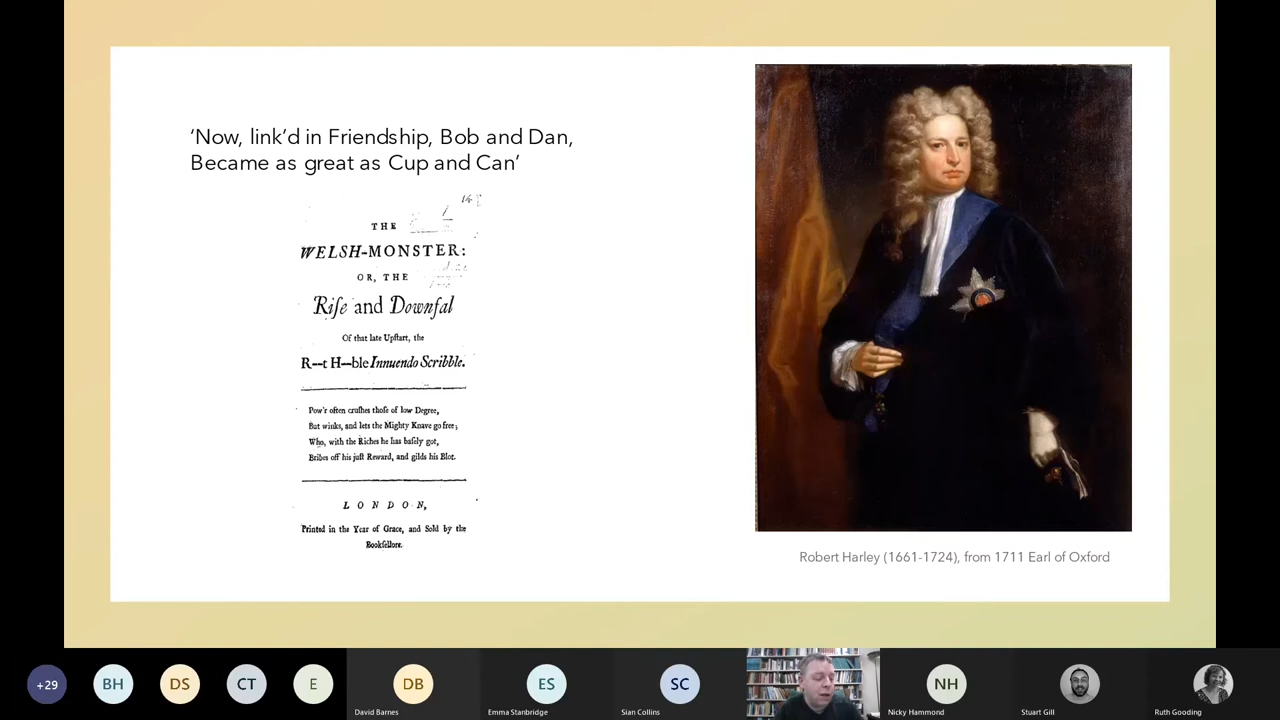 ‘Now, link’d in Friendship, Bob and Dan,
Became as great as Cup and Can’
THE
WELSH-MONSTER:
OR, THE
Riſe and Downfal
Of that late Upſtart, the
R--t H--ble Innuendo Scribble.
Pow'r often cruſhes thoſe of low Degree,
But winks, and lets the Mighty Knave go free;
Who, with the Riches he has baſely got,
Bribes off his juſt Reward, and gilds his Blot.
LONDON,
Printed in the Year of Grace, and Sold by the
Bookſellors.
Robert Harley (1661-1724), from 1711 Earl of Oxford
+29
BH
DS
CT
E
DB
David Barnes
ES
Emma Stanbridge
SC
Sian Collins
NH
Nicky Hammond
Stuart Gill
Ruth Gooding